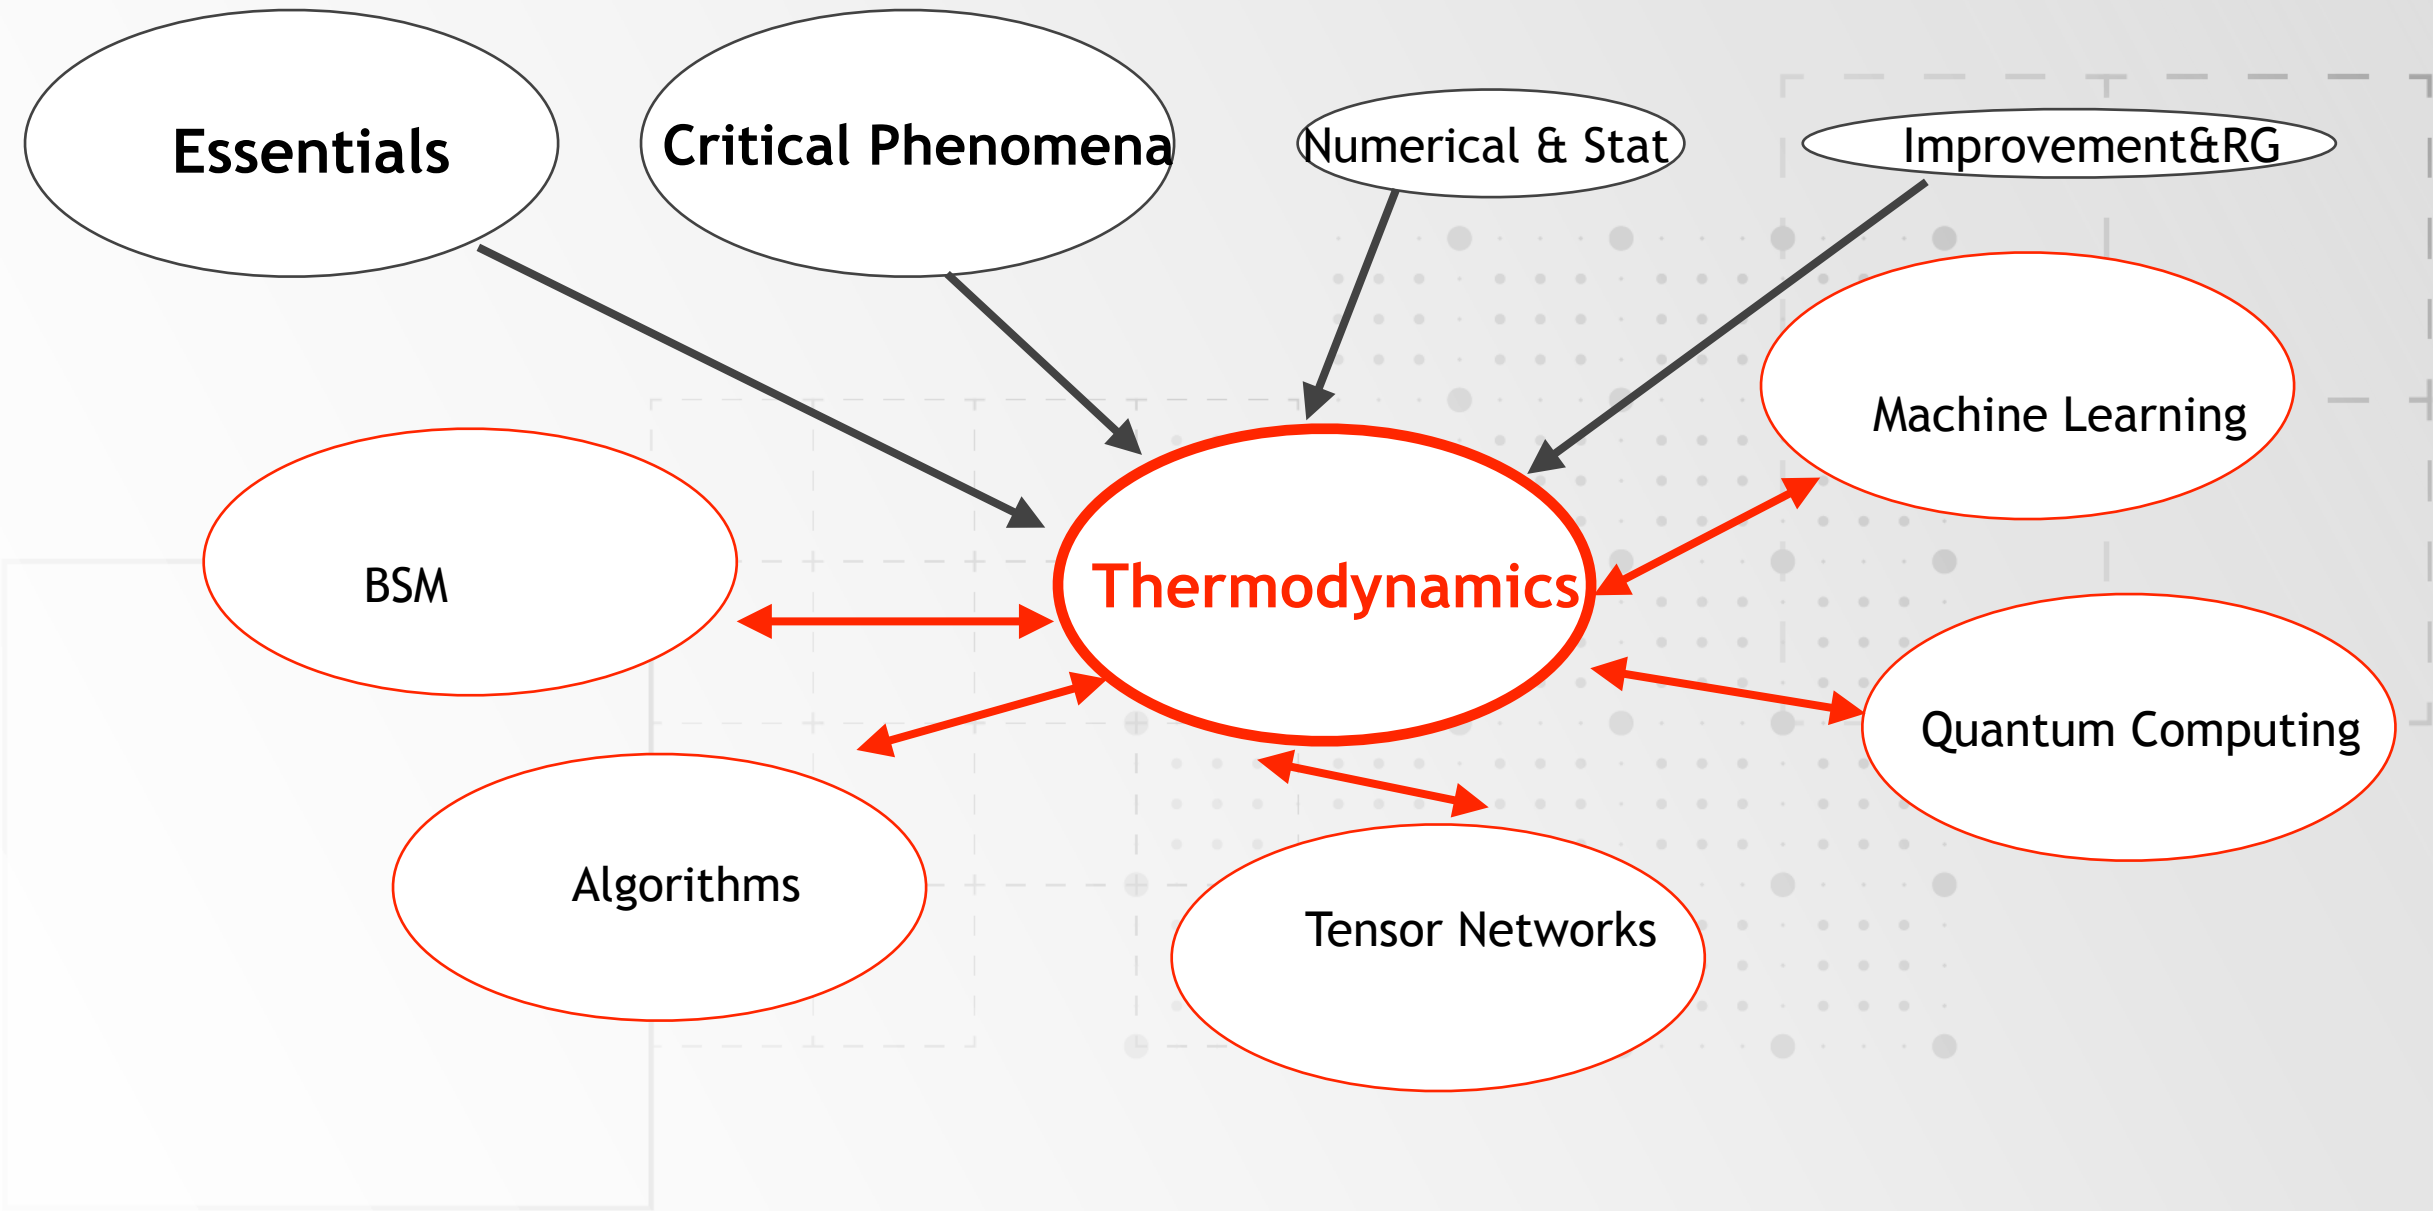 Essentials
Critical Phenomena
Numerical & Stat
Improvement&RG
Machine Learning
BSM
Thermodynamics
Quantum Computing
Algorithms
Tensor Networks